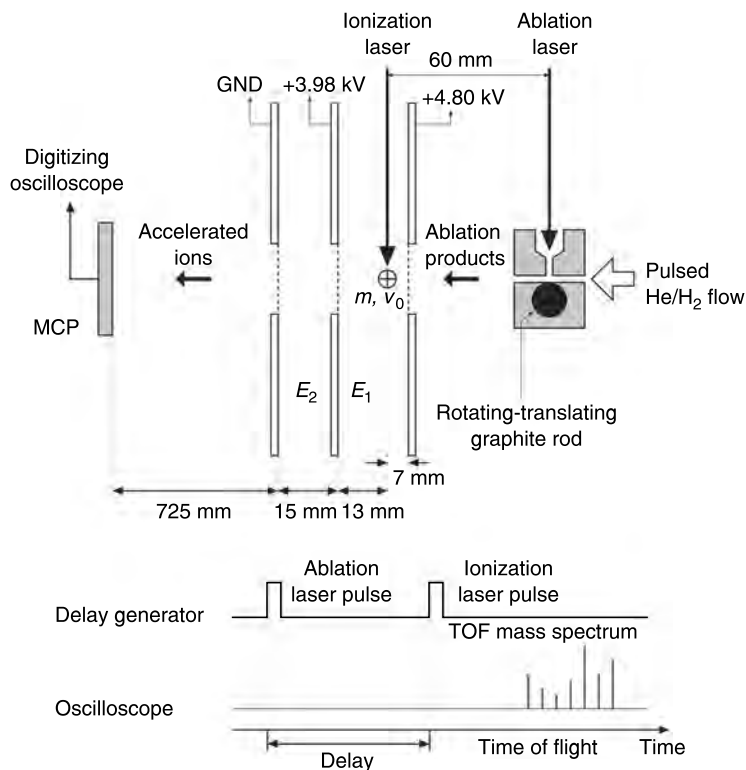 Ionization
laser
Ablation
laser
60 mm
GND
+3.98 kV
+4.80 kV
Digitizing
oscilloscope
Accelerated
ions
Ablation
products
Pulsed
He/H2 flow
m, v0
MCP
E2
E1
Rotating-translating
graphite rod
7 mm
725 mm
15 mm
13 mm
Ablation
laser pulse
Ionization
laser pulse
Delay generator
TOF mass spectrum
Oscilloscope
Time of flight
Time
Delay